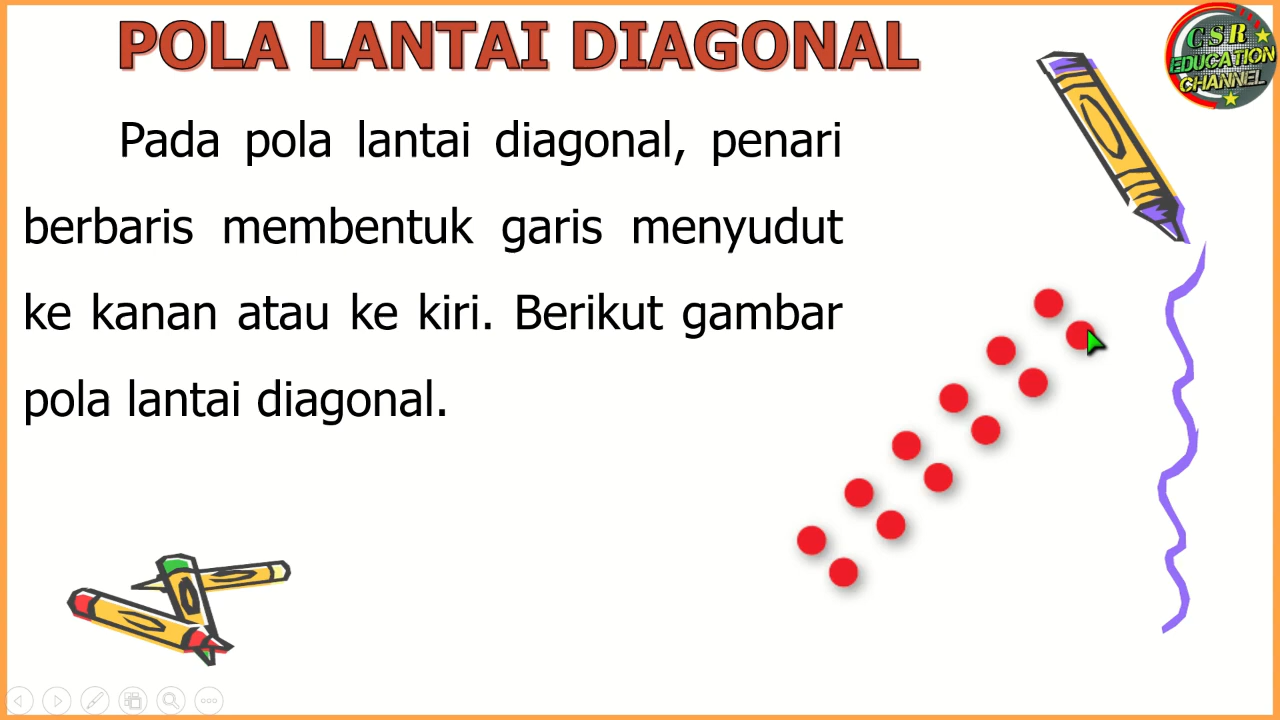 POLA LANTAI DIAGONAL
CSR
EDUCATION
CHANNEL
Pada pola lantai diagonal, penari
berbaris membentuk garis menyudut
ke kanan atau ke kiri. Berikut gambar
pola lantai diagonal.